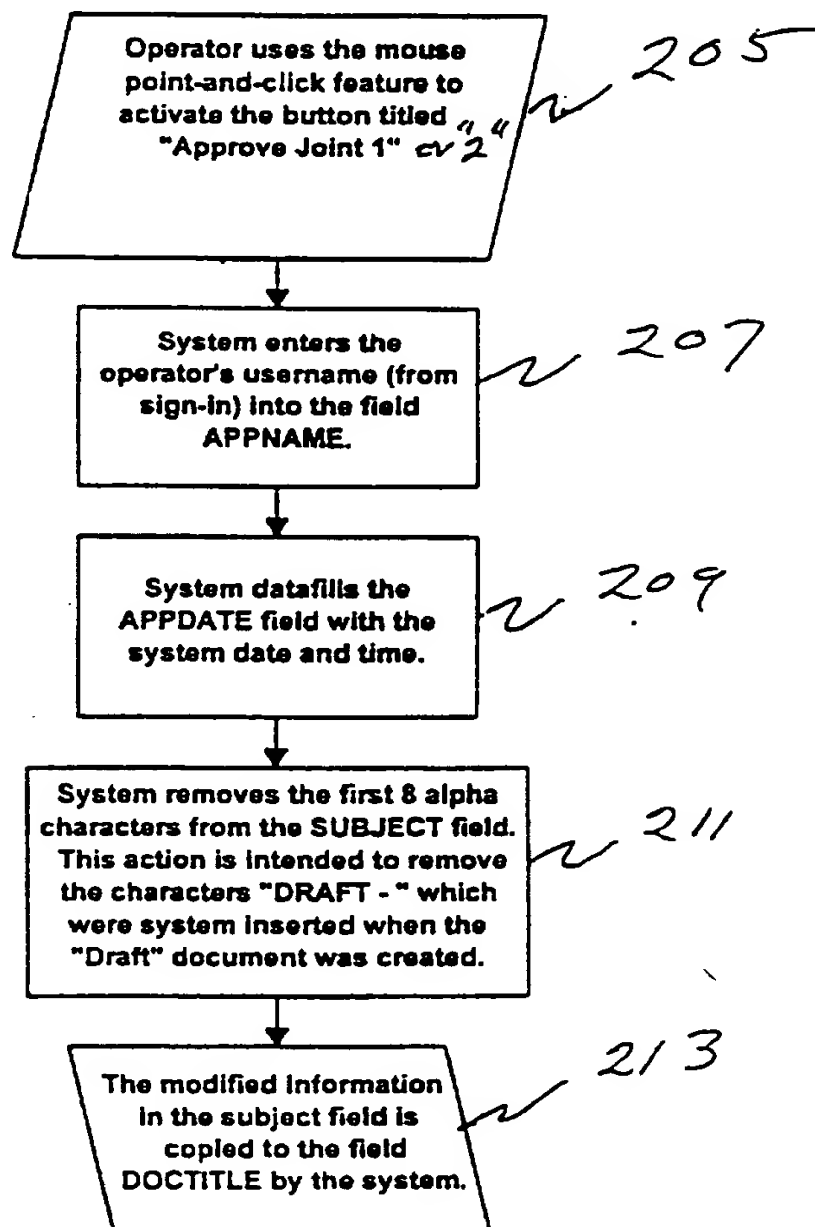 Operator uses the mouse
point-and-click feature to
activate the button titled
"Approve Joint 1" or "2"
205
System enters the
operator's username (from
sign-in) into the field
APPNAME.
207
System datafills the
APPDATE field with the
system date and time.
209
System removes the first 8 alpha
characters from the SUBJECT field.
This action is intended to remove
the characters "DRAFT - " which
were system inserted when the
"Draft" document was created.
211
The modified information
in the subject field is
copied to the field
DOCTITLE by the system.
213